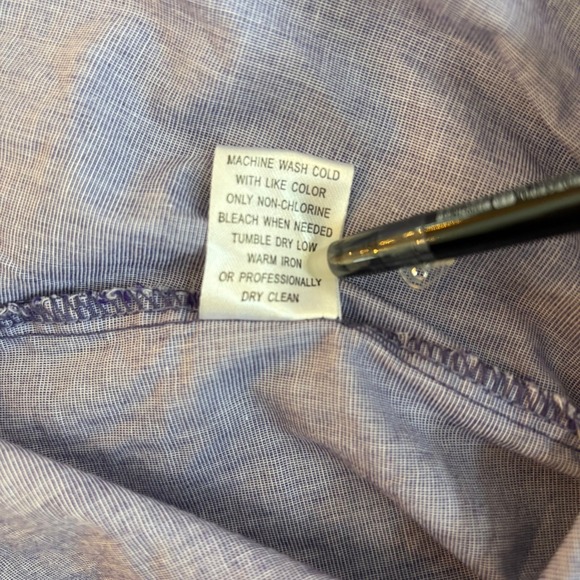 MACHINE WASH COLD
WITH LIKE COLOR
ONLY NON-CHLORINE
BLEACH WHEN NEEDED
TUMBLE DRY LOW
WARM IRON
OR PROFESSIONALLY
DRY CLEAN